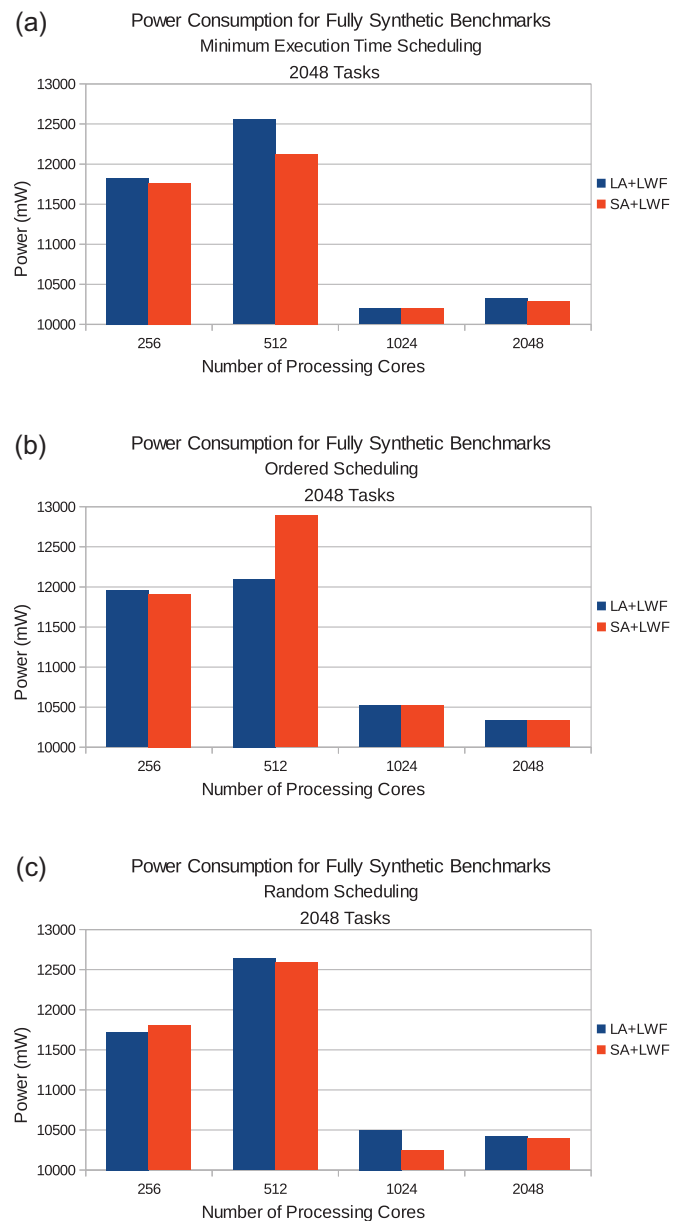 (a)
Power Consumption for Fully Synthetic Benchmarks
Minimum Execution Time Scheduling
2048 Tasks
13000
12500
12000
11500
11000
10500
10000
Power (mW)
LA+LWF
SA+LWF
256 512 1024 2048
Number of Processing Cores
(b)
Power Consumption for Fully Synthetic Benchmarks
Ordered Scheduling
2048 Tasks
13000
12500
12000
11500
11000
10500
10000
Power (mW)
LA+LWF
SA+LWF
256 512 1024 2048
Number of Processing Cores
(c)
Power Consumption for Fully Synthetic Benchmarks
Random Scheduling
2048 Tasks
13000
12500
12000
11500
11000
10500
10000
Power (mW)
LA+LWF
SA+LWF
256 512 1024 2048
Number of Processing Cores